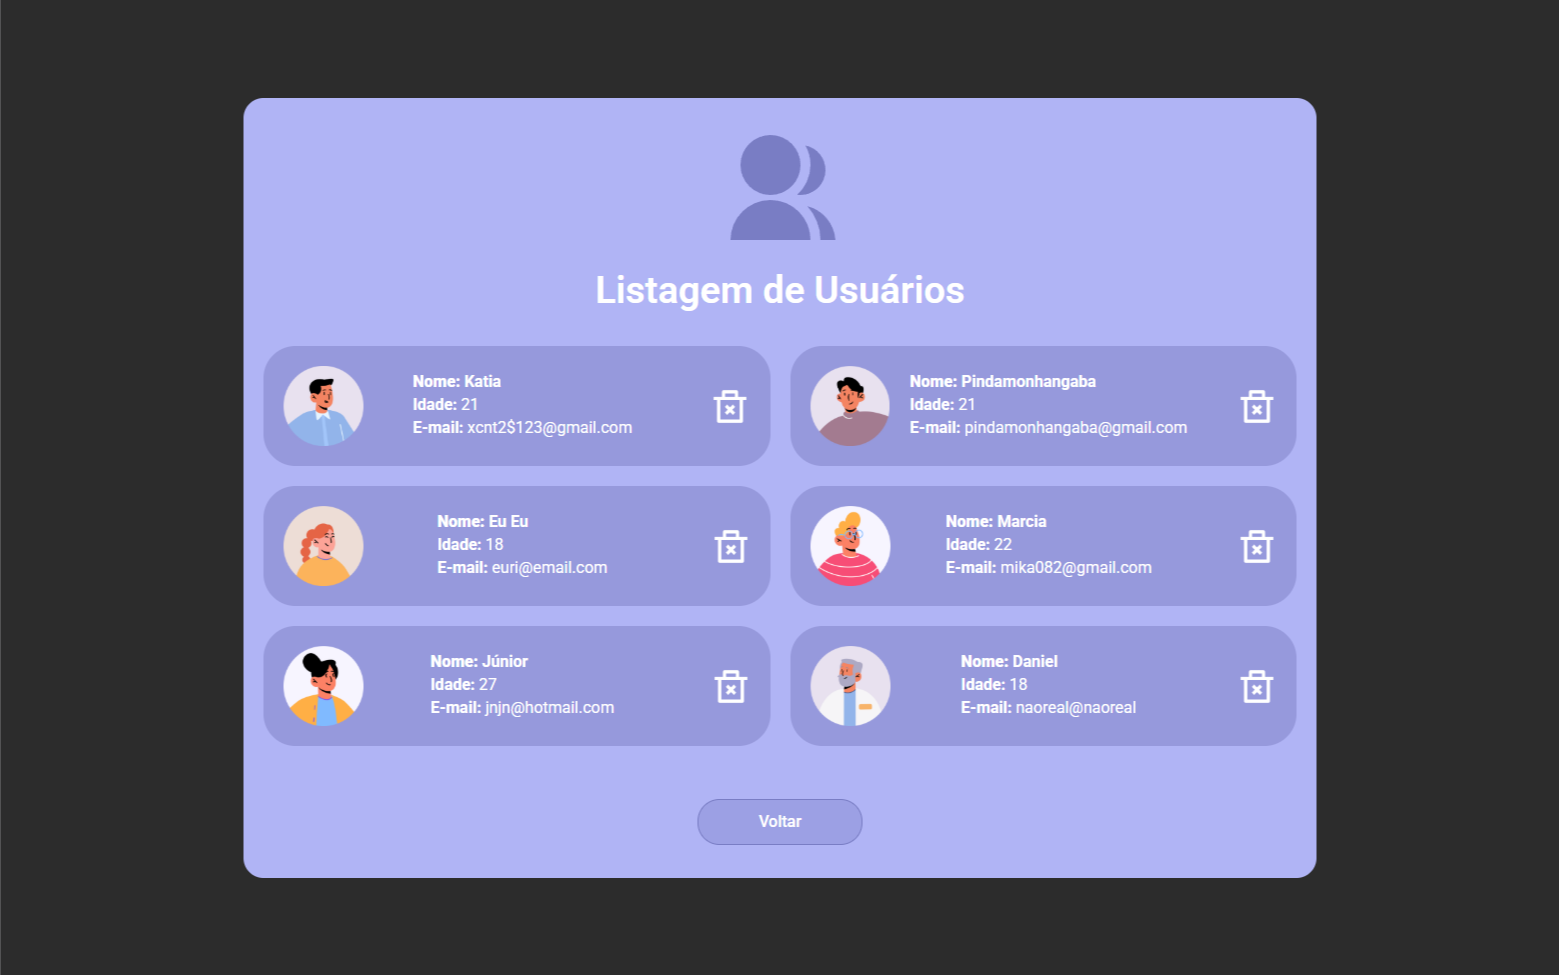 Listagem de Usuários
Nome: Katia
Idade: 21
E-mail: xcnt2$123@gmail.com
Nome: Pindamonhangaba
Idade: 21
E-mail: pindamonhangaba@gmail.com
Nome: Eu Eu
Idade: 18
E-mail: euri@email.com
Nome: Marcia
Idade: 22
E-mail: mika082@gmail.com
Nome: Júnior
Idade: 27
E-mail: jnjn@hotmail.com
Nome: Daniel
Idade: 18
E-mail: naoreal@naoreal
Voltar